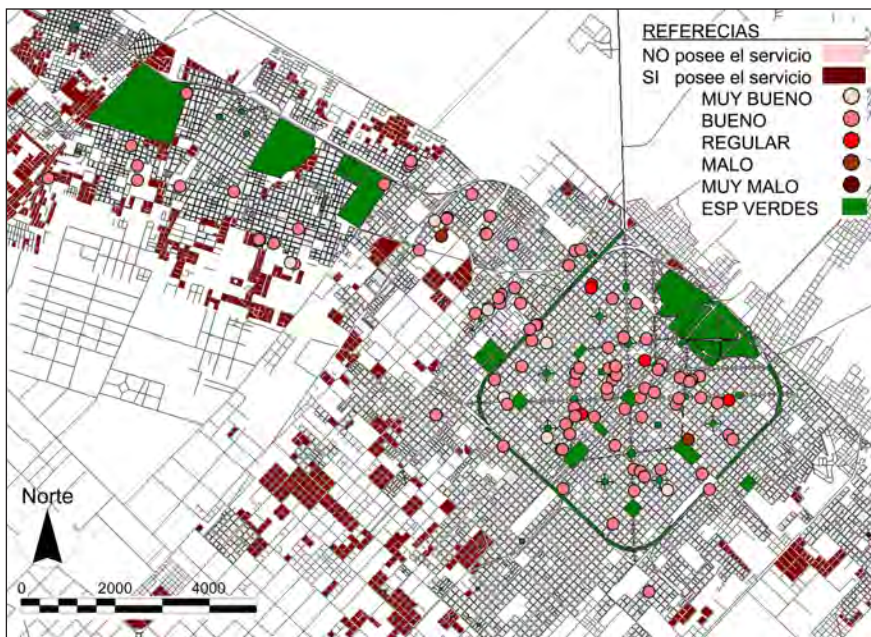 REFERECIAS
NO posee el servicio
SI posee el servicio
MUY BUENO
BUENO
REGULAR
MALO
MUY MALO
ESP VERDES
Norte
0 2000 4000